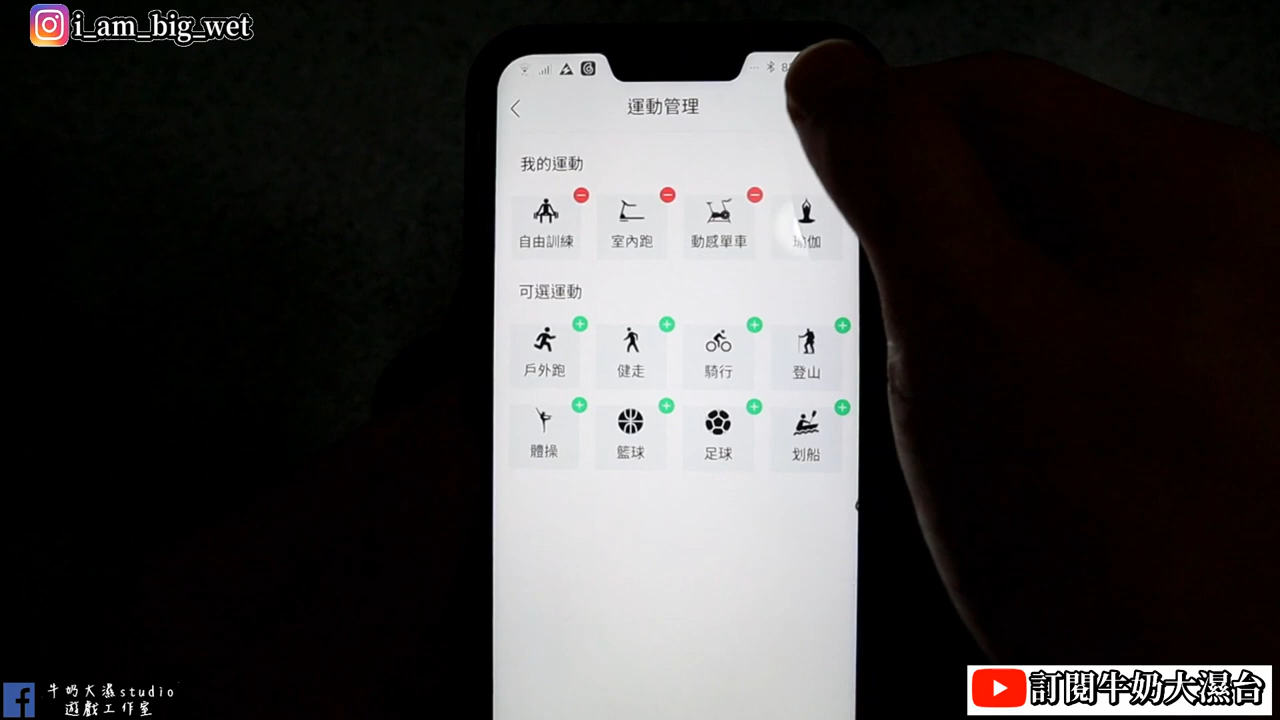 i_am_big_wet
運動管理
我的運動
自由訓練 室內跑 動感單車 瑜伽
可選運動
戶外跑 健走 騎行 登山
體操 籃球 足球 划船
牛奶大濕studio
遊戲工作室
訂閱牛奶大濕台